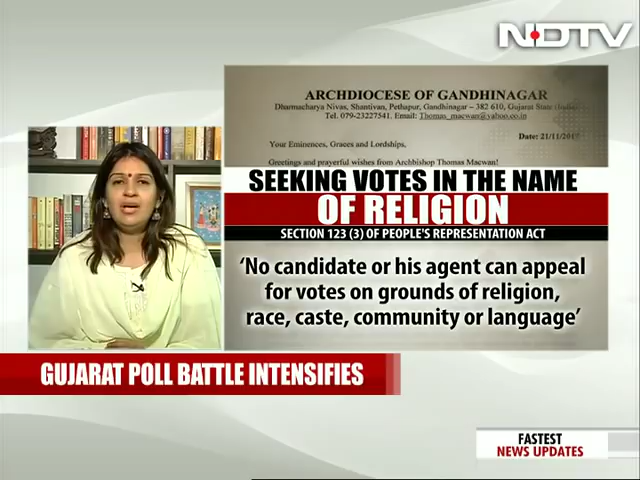 NDTV
ARCHDIOCESE OF GANDHINAGAR
Dharmacharya Nivas, Shantivan, Pethapur, Gandhinagar – 382 610, Gujarat State (India)
Tel. 079-23227541. Email: Thomas_macwan@yahoo.co.in
Date: 21/11/2017
Your Eminences, Graces and Lordships,
Greetings and prayerful wishes from Archbishop Thomas Macwan!
SEEKING VOTES IN THE NAME
OF RELIGION
SECTION 123 (3) OF PEOPLE'S REPRESENTATION ACT
'No candidate or his agent can appeal
for votes on grounds of religion,
race, caste, community or language'
GUJARAT POLL BATTLE INTENSIFIES
FASTEST
NEWS UPDATES